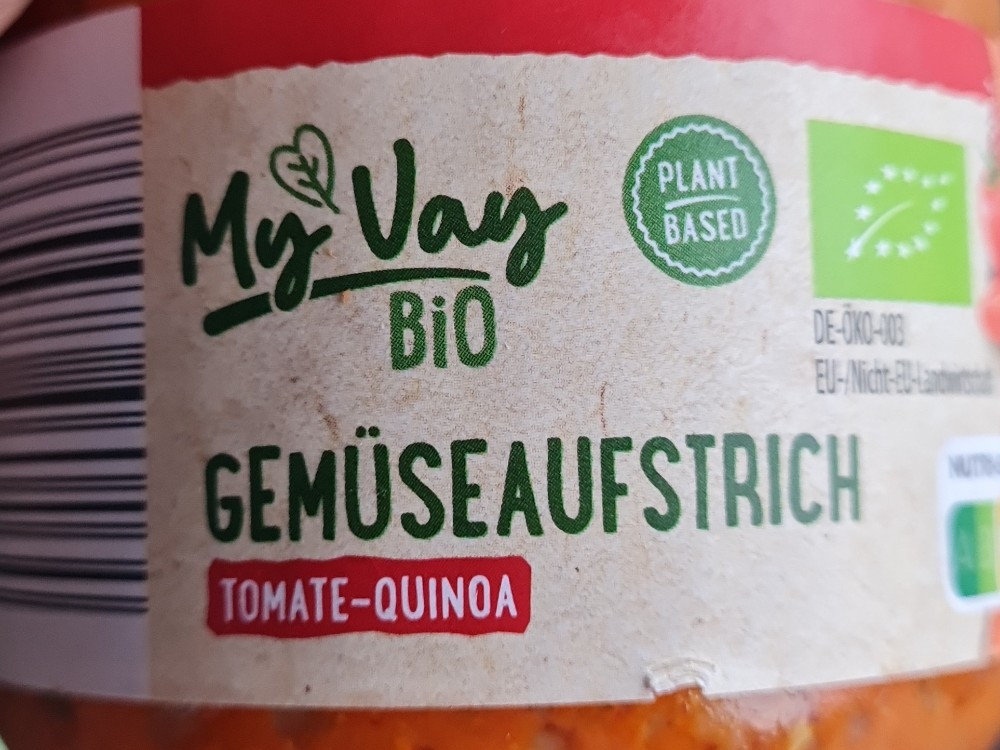 My Vay
BiO
PLANT
BASED
DE-ÖKO-003
EU-/Nicht-EU-Landwirtschaft
GEMÜSEAUFSTRICH
TOMATE-QUINOA